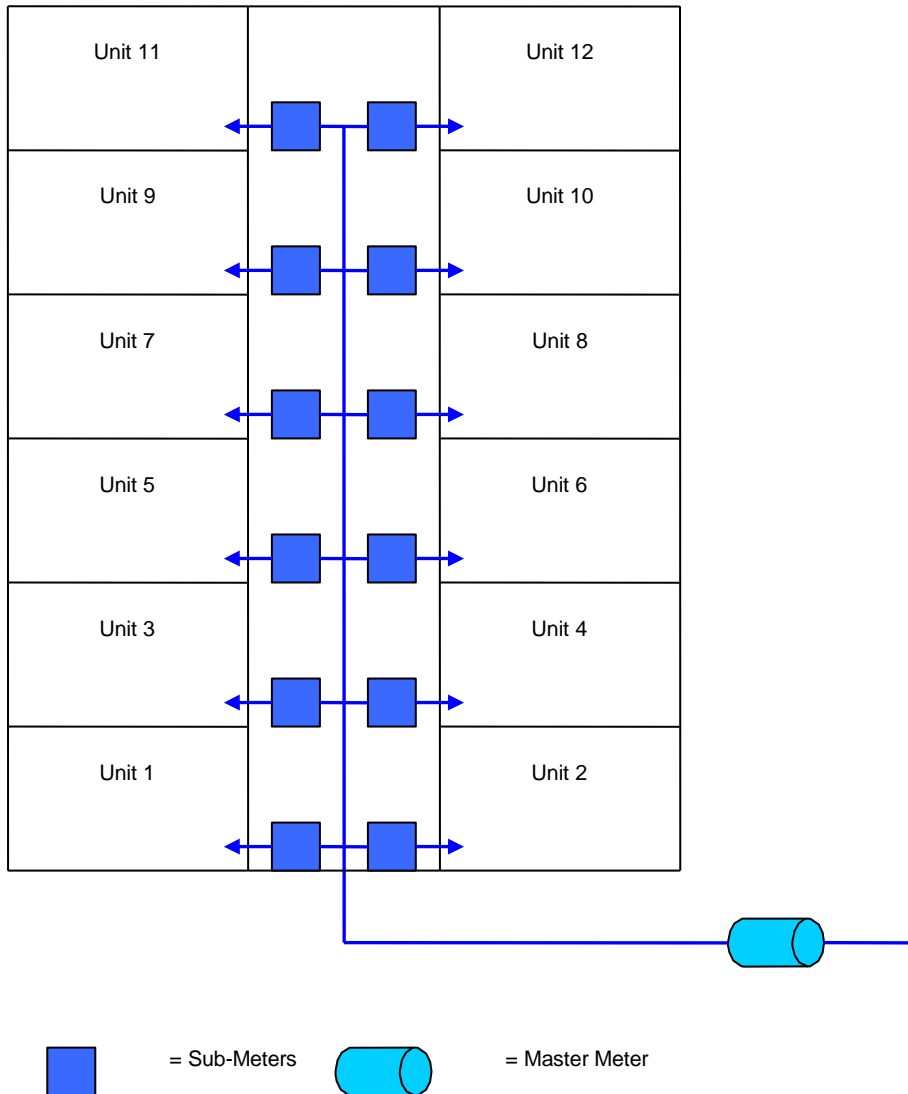 Unit 11
Unit 12
Unit 9
Unit 10
Unit 7
Unit 8
Unit 5
Unit 6
Unit 3
Unit 4
Unit 1
Unit 2
= Sub-Meters
= Master Meter